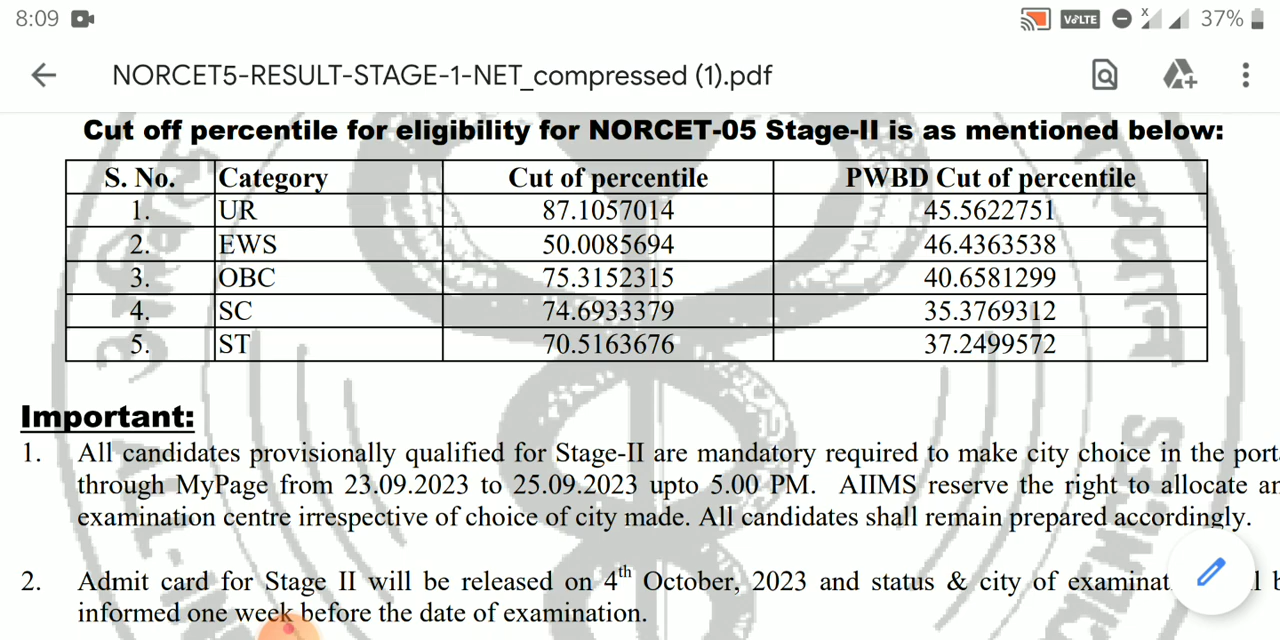 8:09
VoLTE
x
37%
NORCET5-RESULT-STAGE-1-NET_compressed (1).pdf
Cut off percentile for eligibility for NORCET-05 Stage-II is as mentioned below:
S. No. Category Cut of percentile PWBD Cut of percentile
1. UR 87.1057014 45.5622751
2. EWS 50.0085694 46.4363538
3. OBC 75.3152315 40.6581299
4. SC 74.6933379 35.3769312
5. ST 70.5163676 37.2499572
Important:
1. All candidates provisionally qualified for Stage-II are mandatory required to make city choice in the port
through MyPage from 23.09.2023 to 25.09.2023 upto 5.00 PM. AIIMS reserve the right to allocate
examination centre irrespective of choice of city made. All candidates shall remain prepared accordingly.
2. Admit card for Stage II will be released on 4th October, 2023 and status & city of examinat
informed one week before the date of examination.